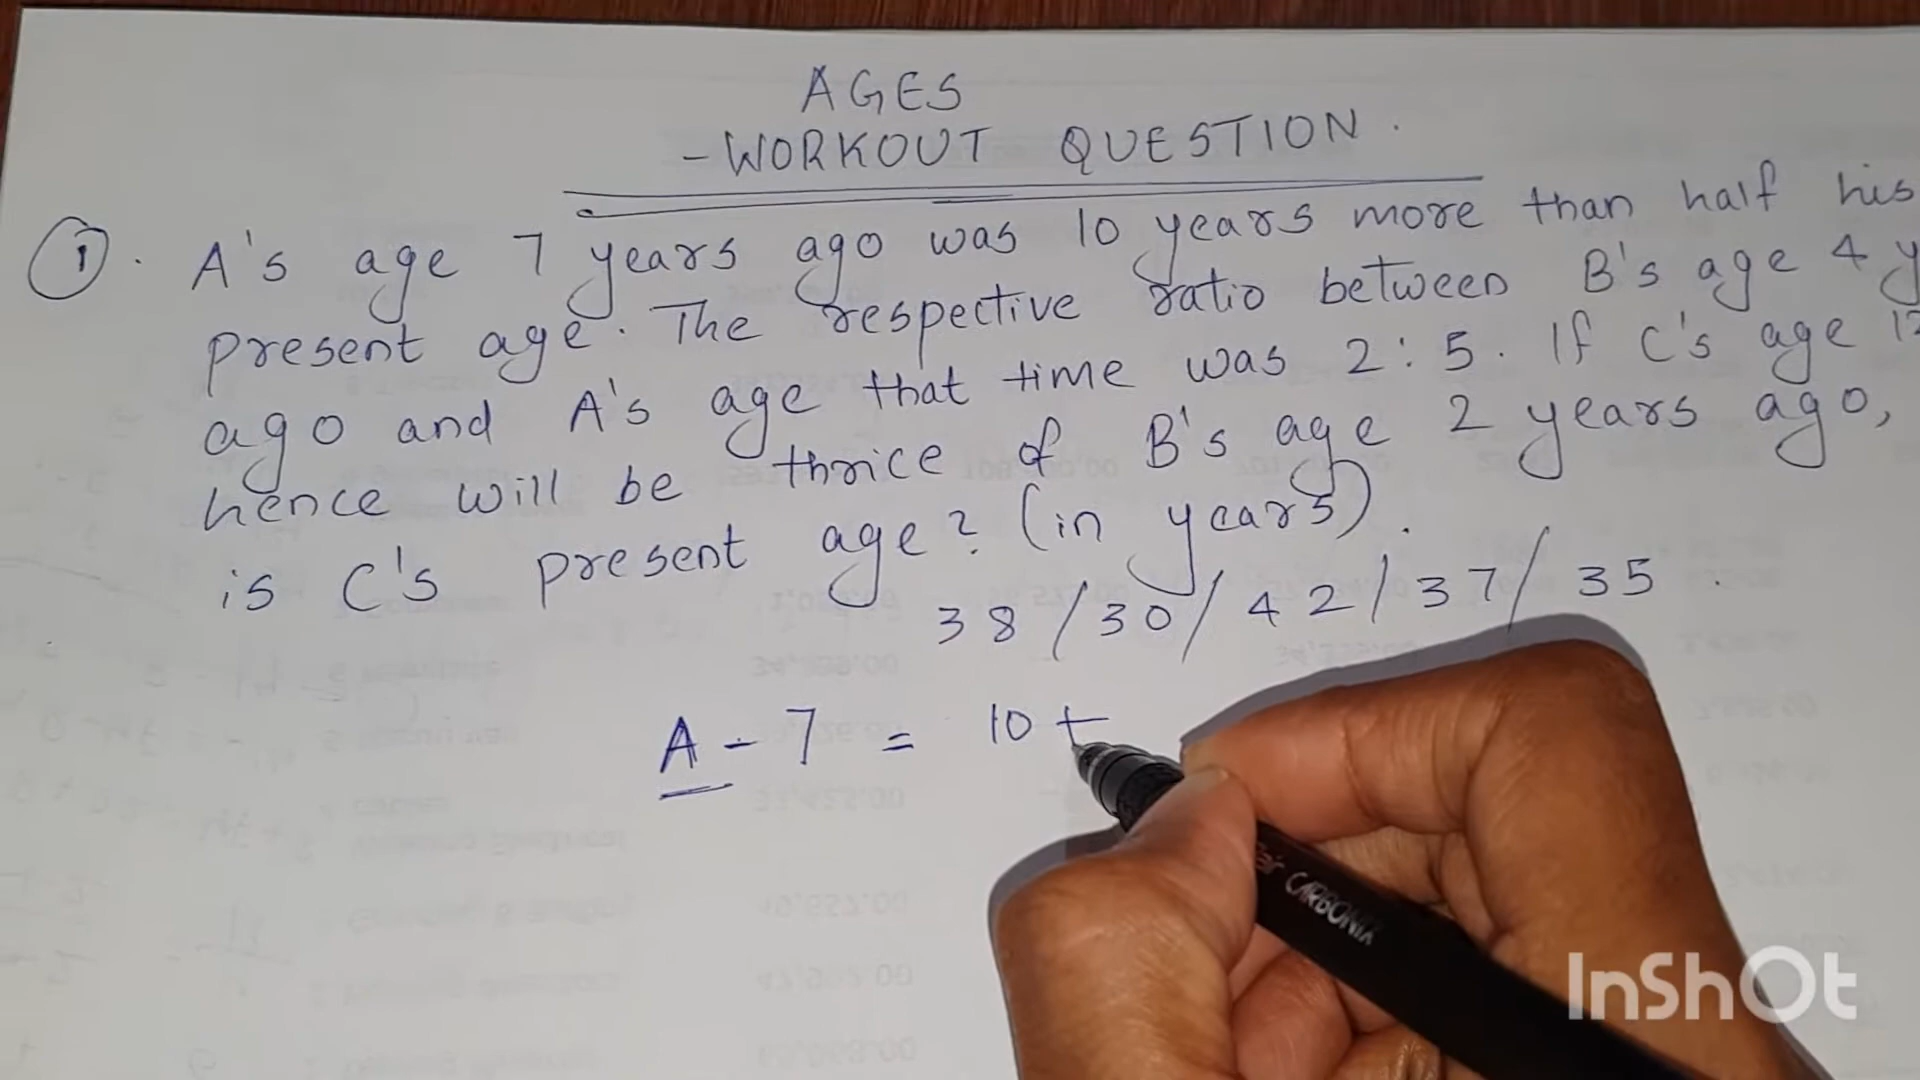 AGES
- WORKOUT QUESTION.
1. A's age 7 years ago was 10 years more than half his
present age. The respective ratio between B's age 4 y
ago and A's age that time was 2:5. If C's age 12
hence will be thrice of B's age 2 years ago,
is C's present age? (in years).
38/30/42/37/35.
A - 7 = 10 +
CARBONIX
InShOt